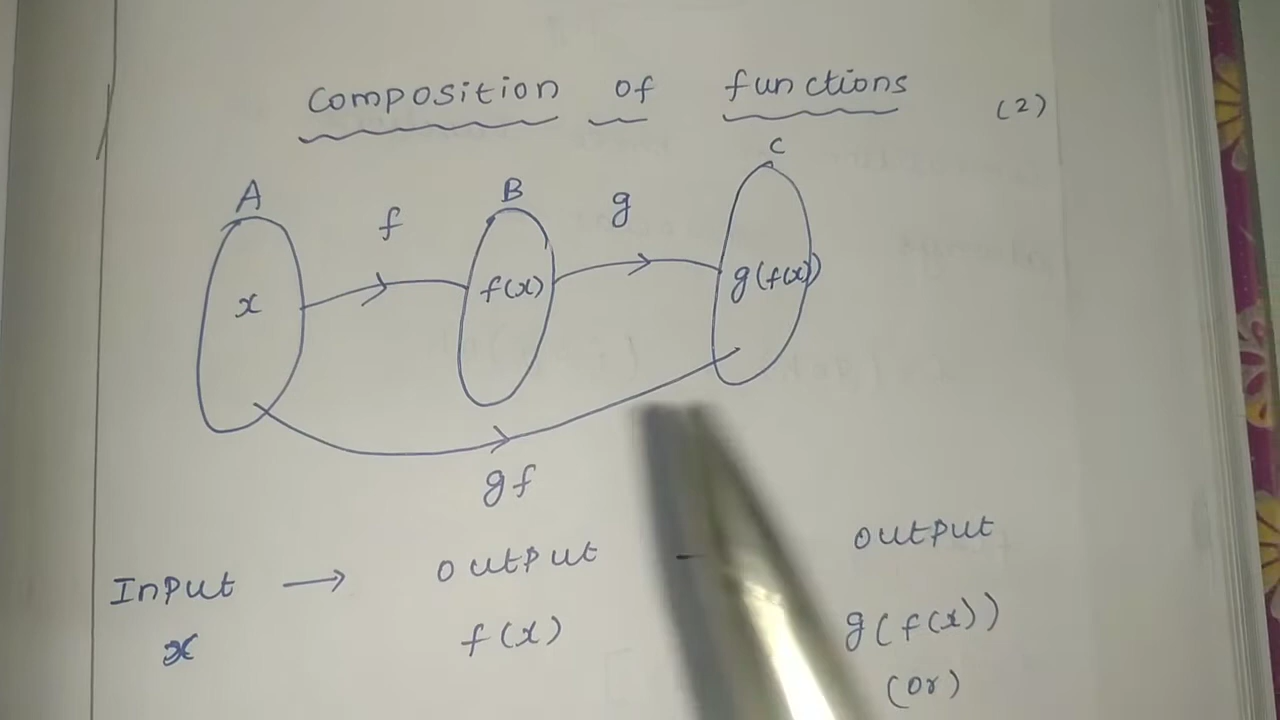 Composition of functions
(2)
A B C
f g
x f(x) g(f(x))
gf
Input → output – output
x f(x) g(f(x))
(or)